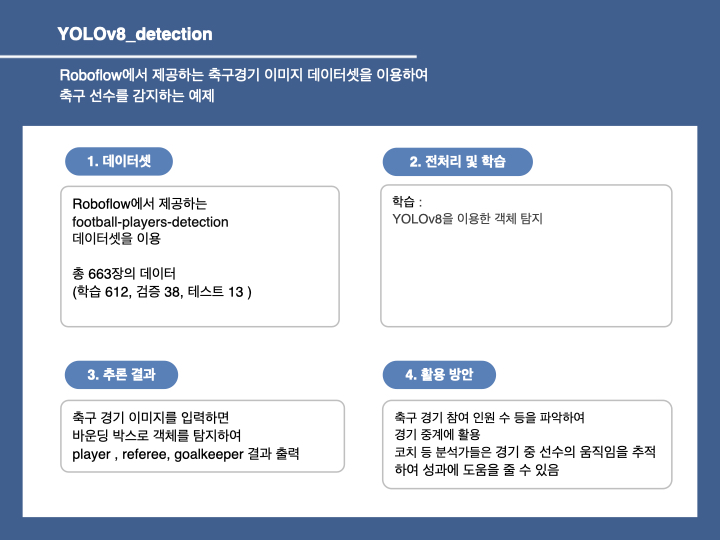 YOLOv8_detection
Roboflow에서 제공하는 축구경기 이미지 데이터셋을 이용하여
축구 선수를 감지하는 예제
1. 데이터셋
Roboflow에서 제공하는
football-players-detection
데이터셋을 이용
총 663장의 데이터
(학습 612, 검증 38, 테스트 13 )
2. 전처리 및 학습
학습 :
YOLOv8을 이용한 객체 탐지
3. 추론 결과
축구 경기 이미지를 입력하면
바운딩 박스로 객체를 탐지하여
player , referee, goalkeeper 결과 출력
4. 활용 방안
축구 경기 참여 인원 수 등을 파악하여
경기 중계에 활용
코치 등 분석가들은 경기 중 선수의 움직임을 추적
하여 성과에 도움을 줄 수 있음